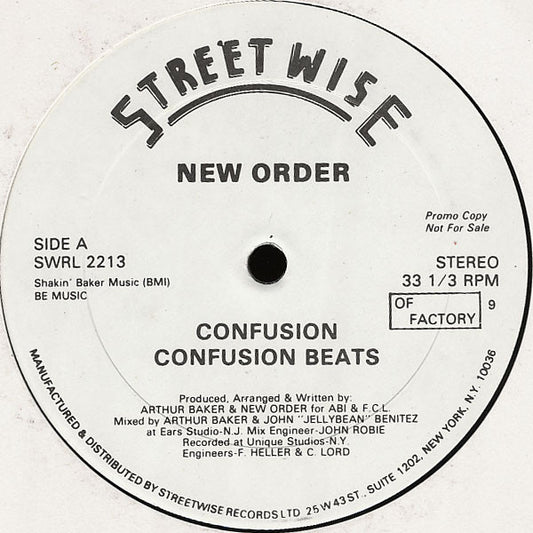 STREETWISE
NEW ORDER
Promo Copy
Not For Sale
SIDE A
SWRL 2213
Shakin' Baker Music (BMI)
BE MUSIC
STEREO
33 1/3 RPM
OF
FACTORY
9
CONFUSION
CONFUSION BEATS
Produced, Arranged & Written by:
ARTHUR BAKER & NEW ORDER for ABI & F.C.L.
Mixed by ARTHUR BAKER & JOHN "JELLYBEAN" BENITEZ
at Ears Studio-N.J. Mix Engineer-JOHN ROBIE
Recorded at Unique Studios-N.Y.
Engineers-F. HELLER & C. LORD
MANUFACTURED & DISTRIBUTED BY STREETWISE RECORDS LTD 25 W 43 ST., SUITE 1202, NEW YORK, N.Y. 10036